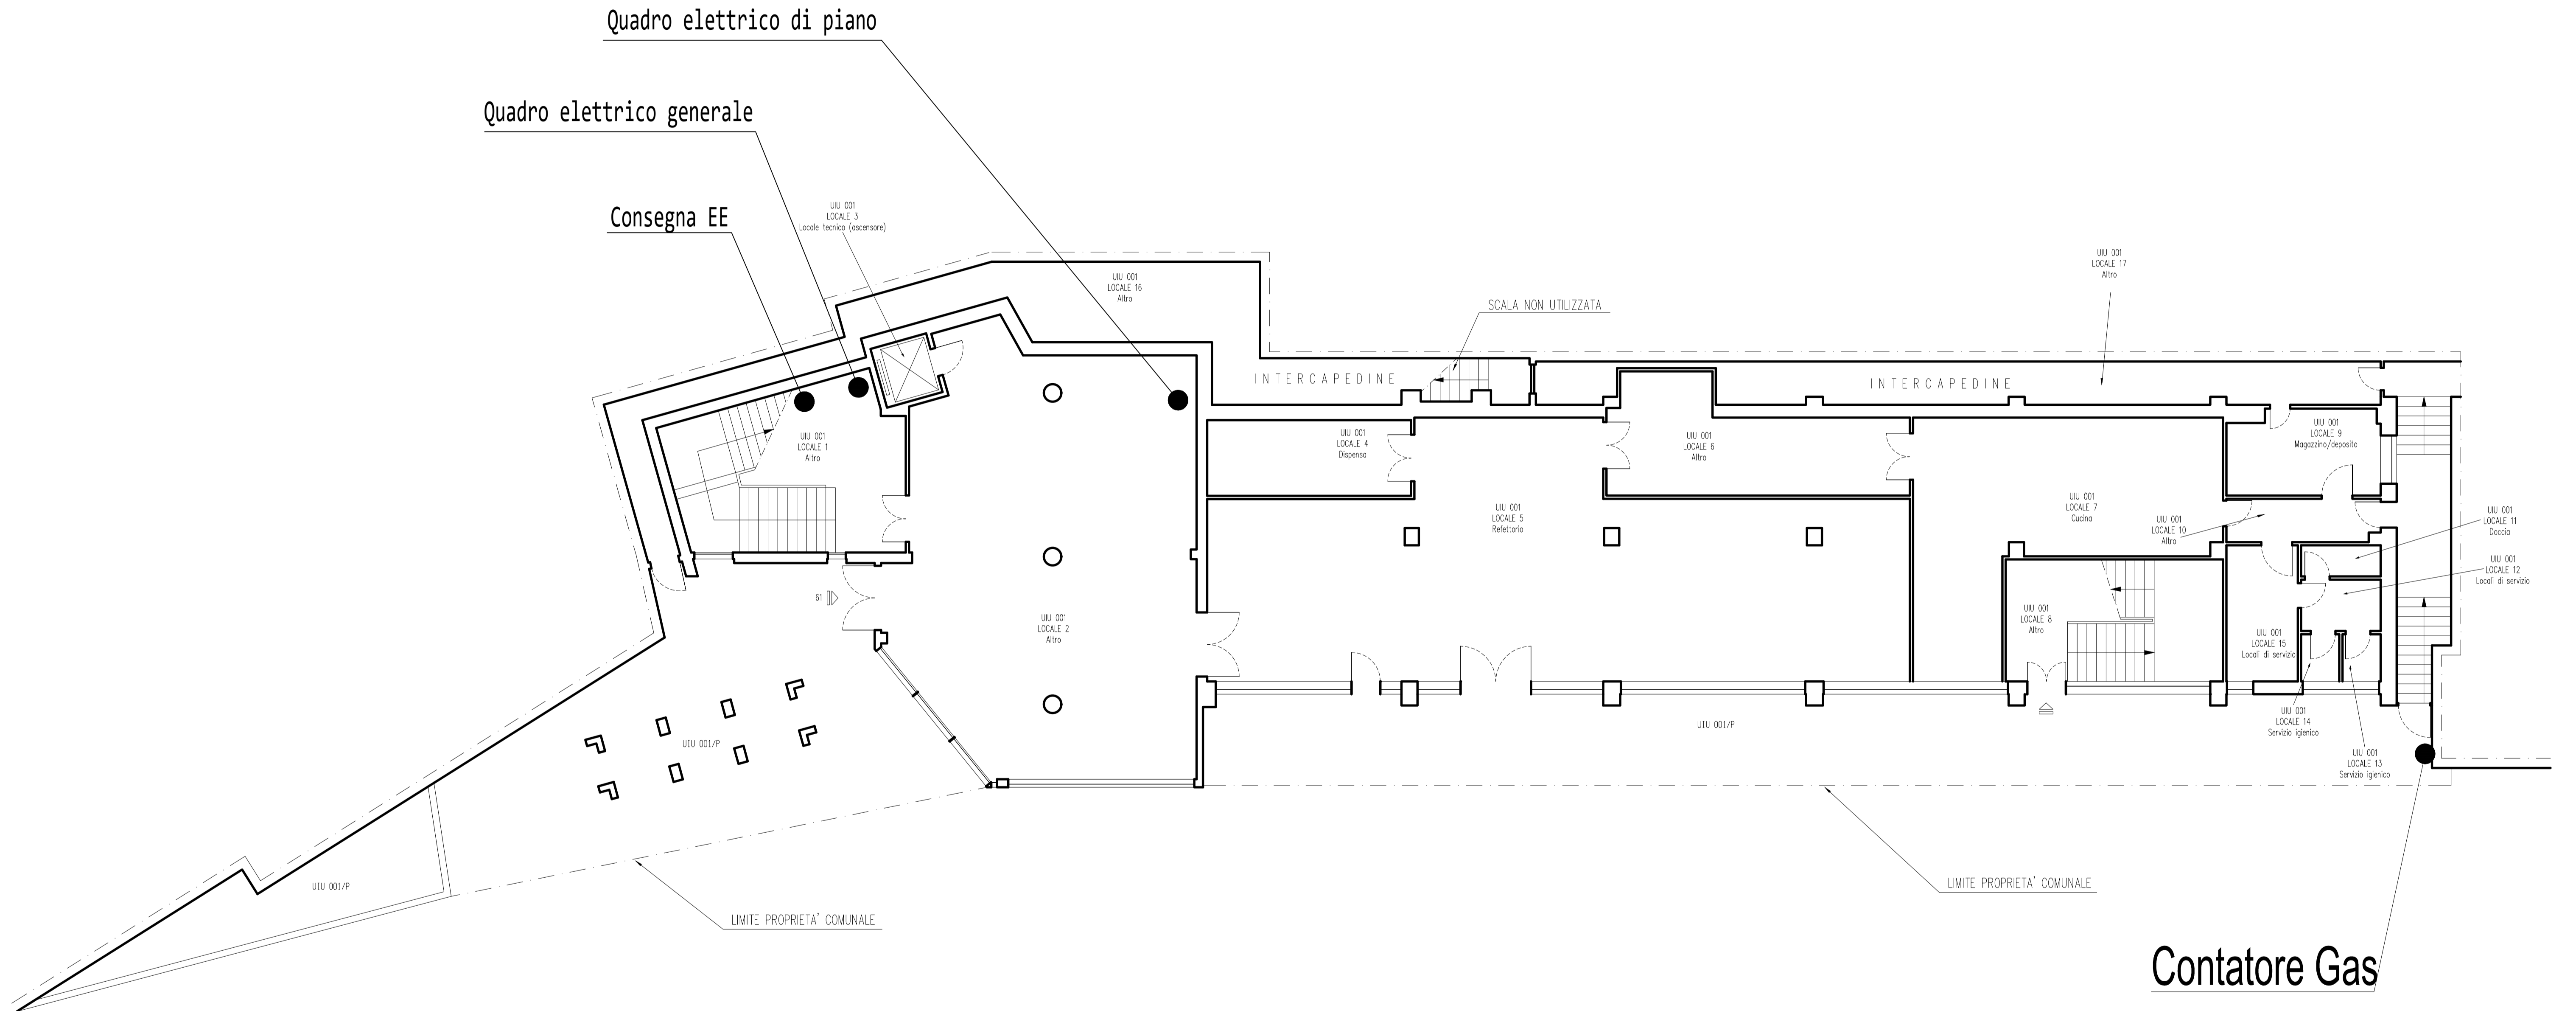 Quadro elettrico di piano
Quadro elettrico generale
Consegna EE
UIU 001
LOCALE 3
Locale tecnico (ascensore)
UIU 001
LOCALE 16
Altro
UIU 001
LOCALE 17
Altro
SCALA NON UTILIZZATA
INTERCAPEDINE
INTERCAPEDINE
UIU 001
LOCALE 1
Altro
UIU 001
LOCALE 4
Dispensa
UIU 001
LOCALE 6
Altro
UIU 001
LOCALE 9
Magazzino/deposito
UIU 001
LOCALE 5
Refettorio
UIU 001
LOCALE 7
Cucina
UIU 001
LOCALE 10
Altro
UIU 001
LOCALE 11
Doccia
UIU 001
LOCALE 12
Locali di servizio
61
UIU 001
LOCALE 2
Altro
UIU 001
LOCALE 8
Altro
UIU 001
LOCALE 15
Locali di servizio
UIU 001/P
UIU 001/P
UIU 001
LOCALE 14
Servizio igienico
UIU 001
LOCALE 13
Servizio igienico
UIU 001/P
LIMITE PROPRIETA' COMUNALE
LIMITE PROPRIETA' COMUNALE
Contatore Gas